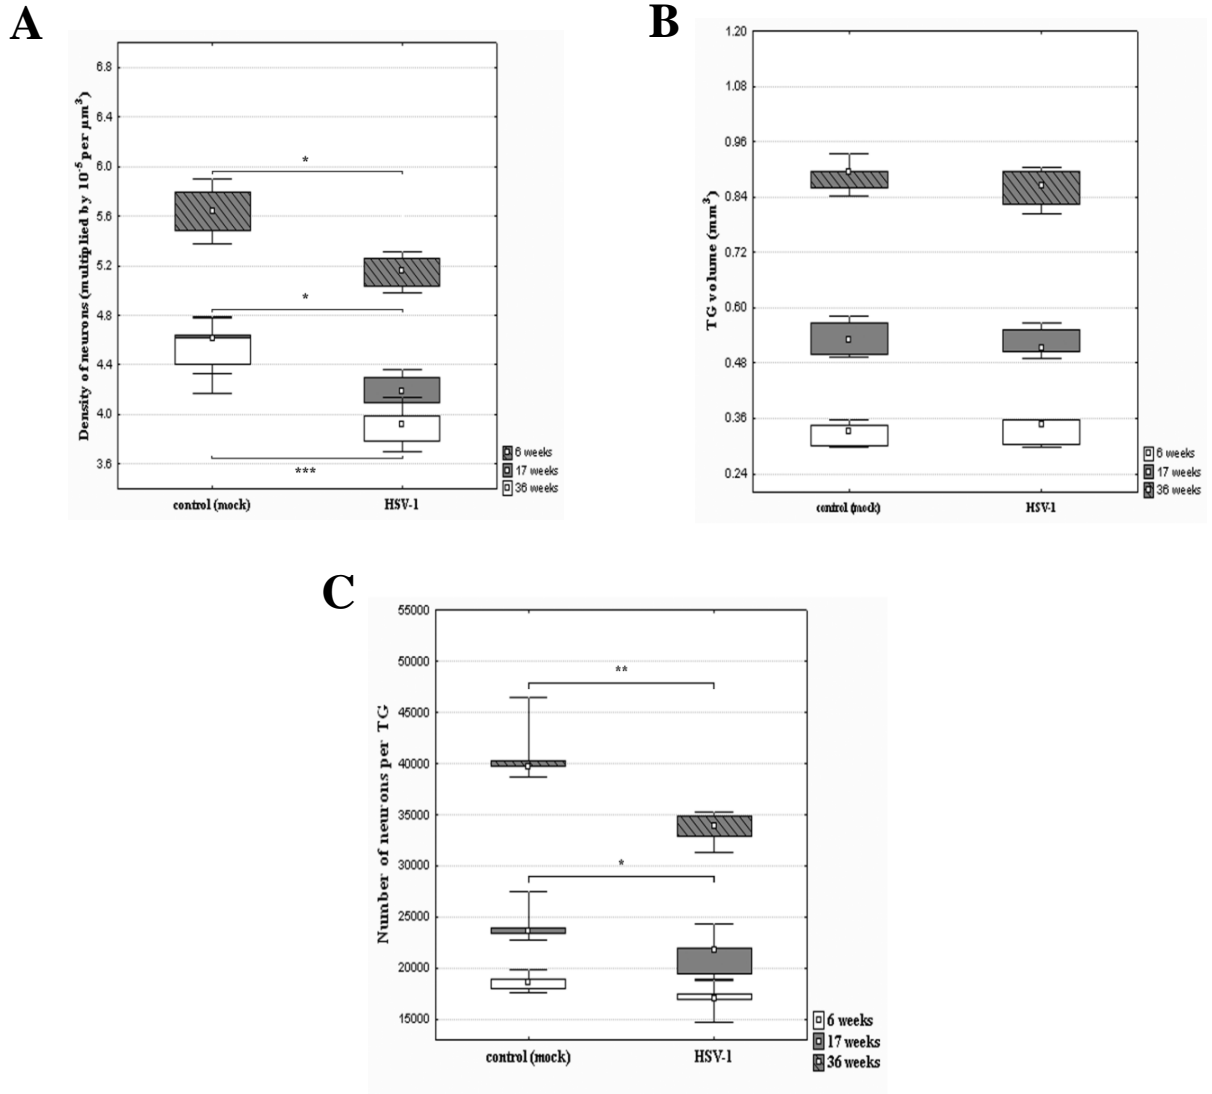 A
Density of neurons (multiplied by 10⁻⁵ per µm³)
6.8
6.4
6.0
5.6
5.2
4.8
4.4
4.0
3.6
*
*
***
control (mock) HSV-1
6 weeks
17 weeks
36 weeks
B
TG volume (mm³)
1.20
1.08
0.96
0.84
0.72
0.60
0.48
0.36
0.24
control (mock) HSV-1
6 weeks
17 weeks
36 weeks
C
Number of neurons per TG
55000
50000
45000
40000
35000
30000
25000
20000
15000
**
*
control (mock) HSV-1
6 weeks
17 weeks
36 weeks